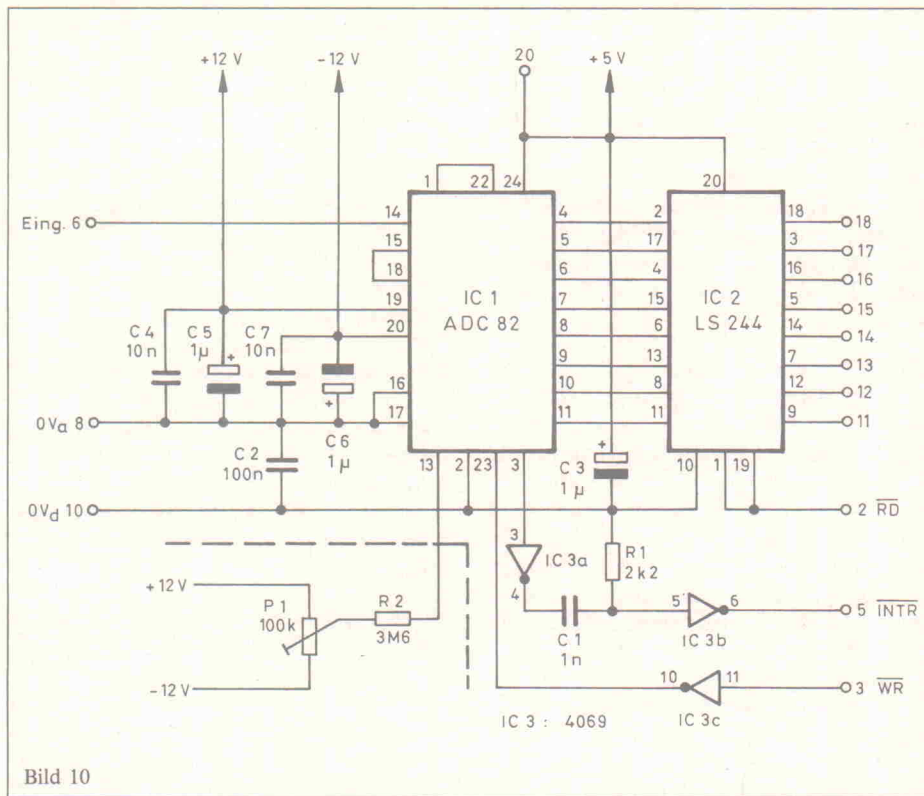 +12 V
-12 V
20
+5 V
1
22
24
20
Eing. 6
14
4
2
18
18
15
5
17
3
17
18
6
4
16
16
IC 1
ADC 82
IC 2
LS 244
19
7
15
5
15
C 4
10n
C 5
1µ
+
C 7
10n
20
8
6
14
14
9
13
7
13
16
10
8
12
12
0Va 8
17
11
11
9
11
+
C 2
100n
C 6
1µ
13
2
23
3
+
C 3
1µ
10
1
19
0Vd 10
2 RD
3
IC 3a
R1
2k2
+12V
4
5
6
5 INTR
P 1
100k
R 2
3M6
C 1
1n
IC 3b
-12V
10
11
3 WR
IC 3 : 4069
IC 3c
Bild 10